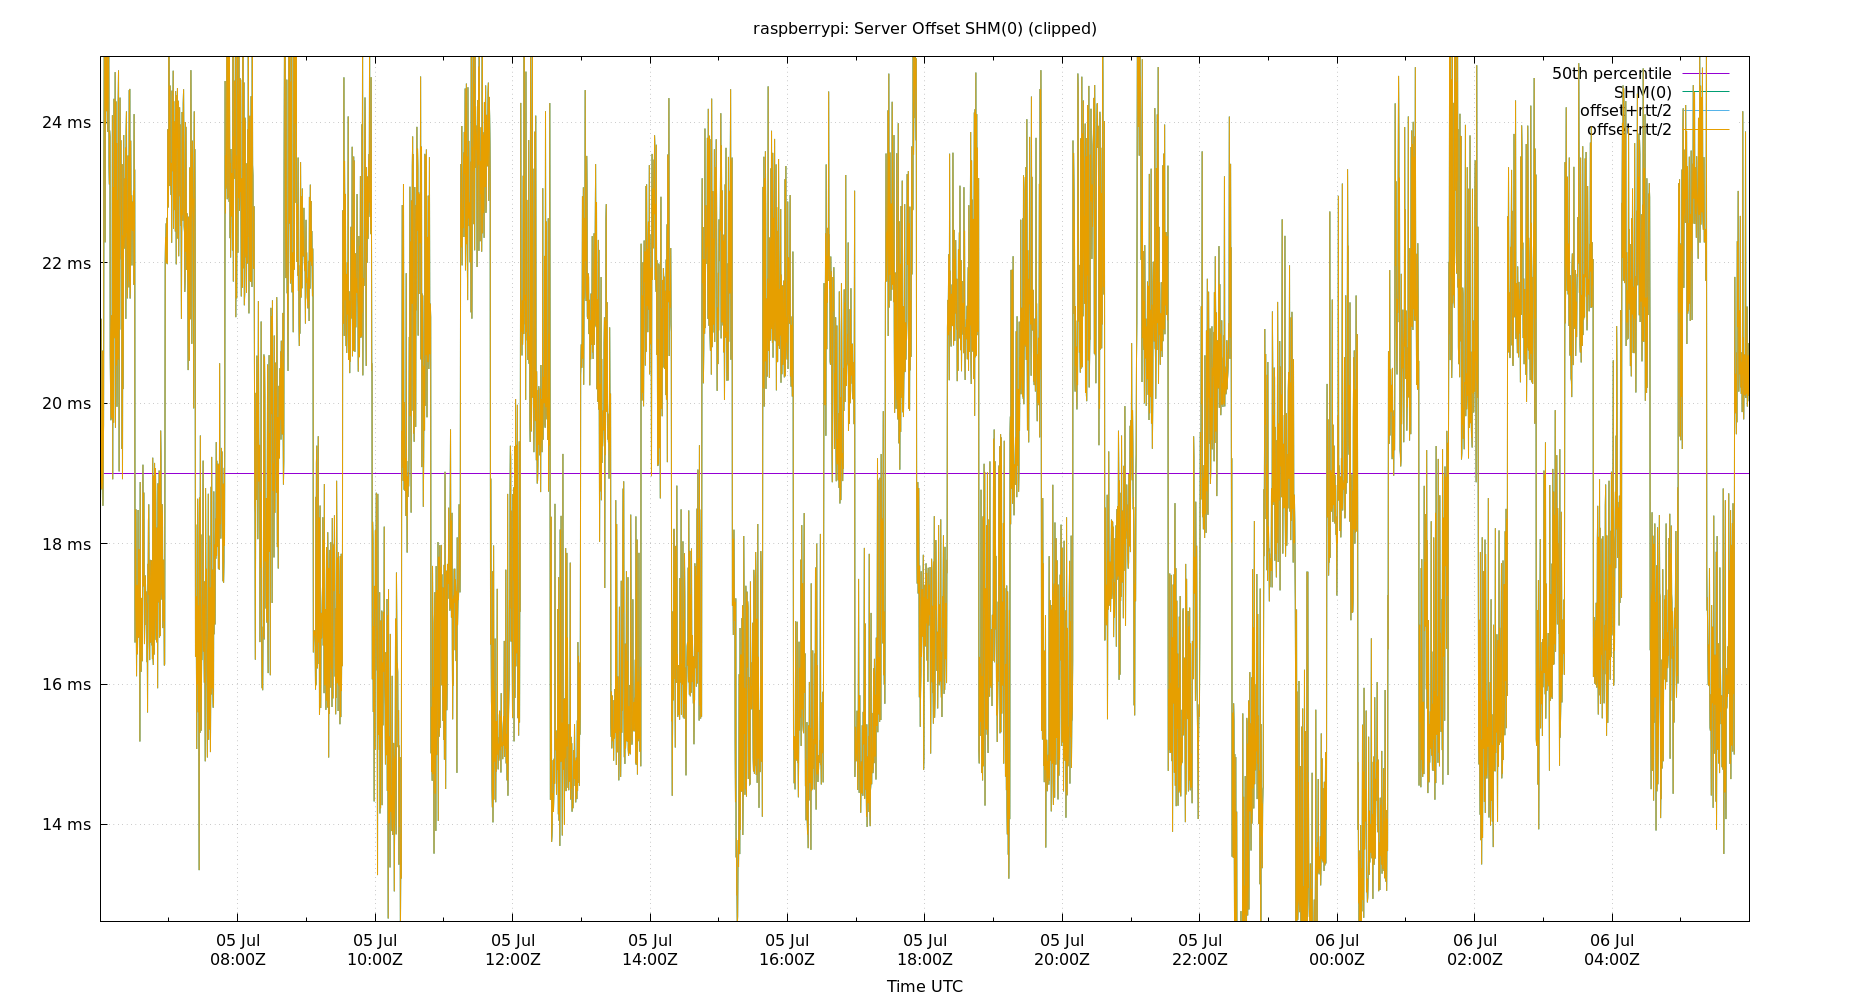 raspberrypi: Server Offset SHM(0) (clipped)
50th percentile
SHM(0)
offset+rtt/2
offset-rtt/2
24 ms
22 ms
20 ms
18 ms
16 ms
14 ms
05 Jul 05 Jul 05 Jul 05 Jul 05 Jul 05 Jul 05 Jul 05 Jul 06 Jul 06 Jul 06 Jul
08:00Z 10:00Z 12:00Z 14:00Z 16:00Z 18:00Z 20:00Z 22:00Z 00:00Z 02:00Z 04:00Z
Time UTC